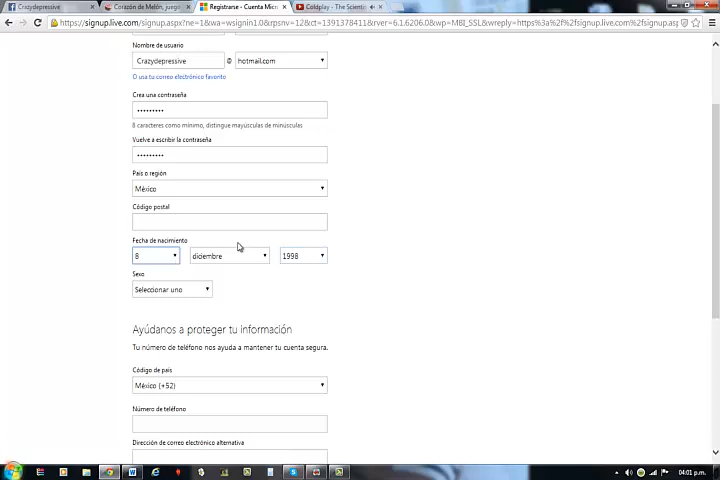 Crazydepressive
Corazón de Melón, juego
Registrarse - Cuenta Micr
Coldplay - The Scientist
https://signup.live.com/signup.aspx?ne=1&wa=wsignin1.0&rpsnv=12&ct=1391378411&rver=6.1.6206.0&wp=MBI_SSL&wreply=https%3a%2f%2fsignup.live.com%2fsignup.asp
Nombre de usuario
Crazydepressive @ hotmail.com
O usa tu correo electrónico favorito
Crea una contraseña
8 caracteres como mínimo, distingue mayúsculas de minúsculas
Vuelve a escribir la contraseña
País o región
México
Código postal
Fecha de nacimiento
8 diciembre 1998
Sexo
Seleccionar uno
Ayúdanos a proteger tu información
Tu número de teléfono nos ayuda a mantener tu cuenta segura.
Código de país
México (+52)
Número de teléfono
Dirección de correo electrónico alternativa
04:01 p.m.